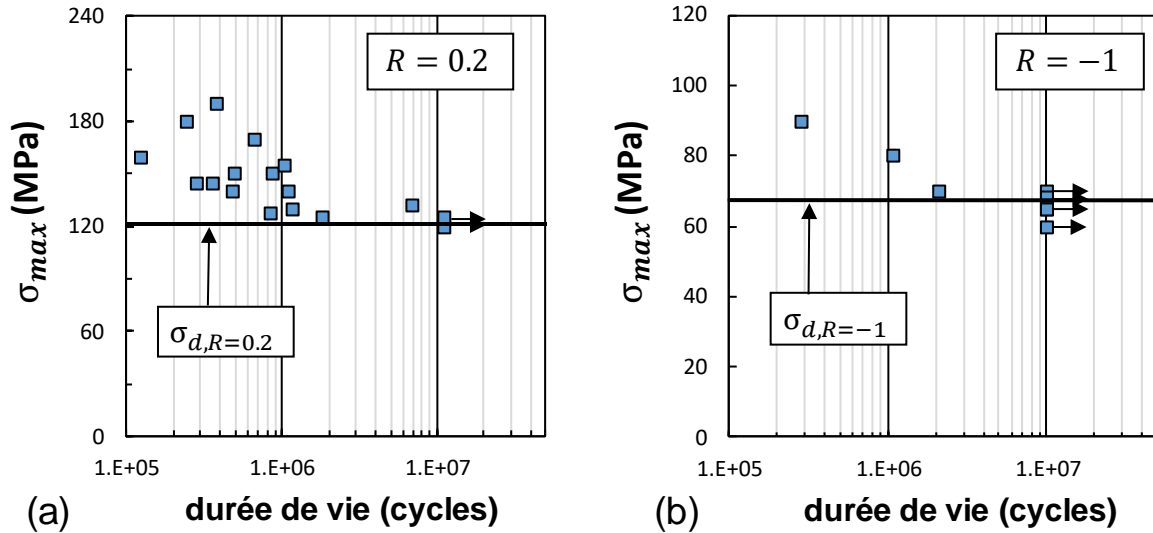 240
180
120
60
0
σmax (MPa)
R = 0.2
σd,R=0.2
1.E+05
1.E+06
1.E+07
(a)
durée de vie (cycles)
120
100
80
60
40
20
0
σmax (MPa)
R = −1
σd,R=−1
1.E+05
1.E+06
1.E+07
(b)
durée de vie (cycles)